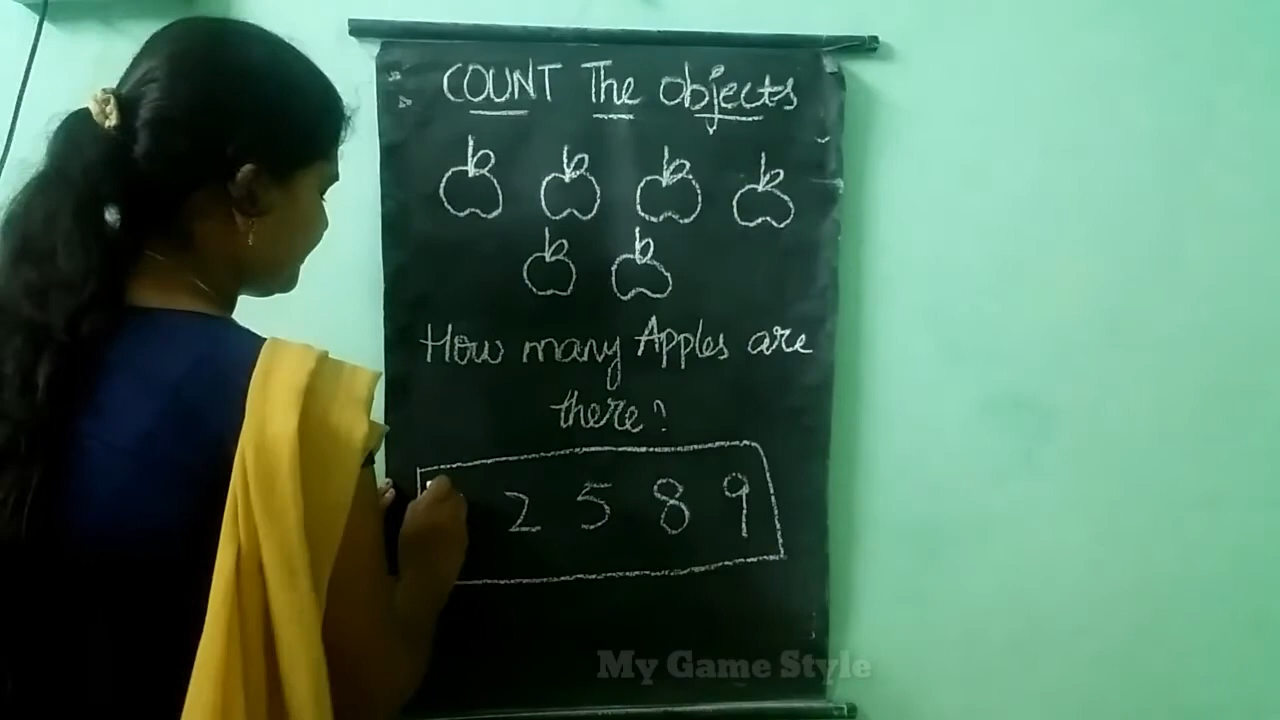 COUNT The objects
How many Apples are
there?
2 5 8 9
My Game Style